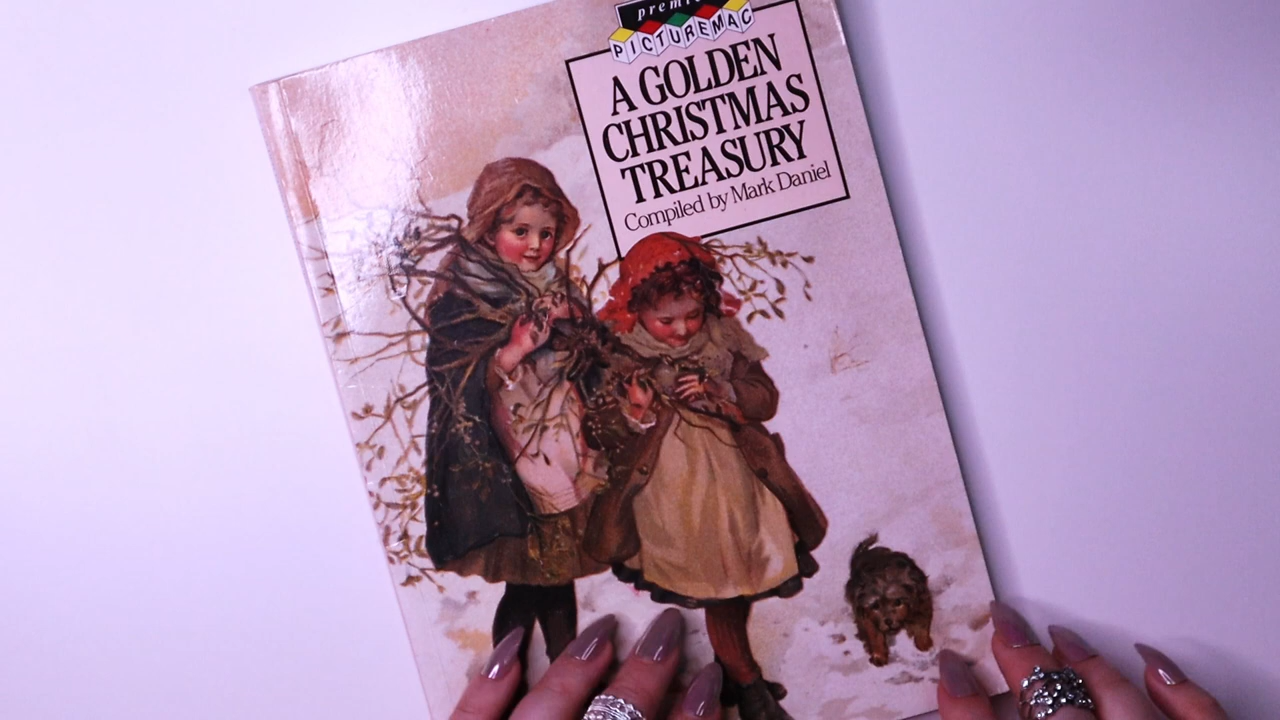 PICTUREMAC
A GOLDEN
CHRISTMAS
TREASURY
Compiled by Mark Daniel